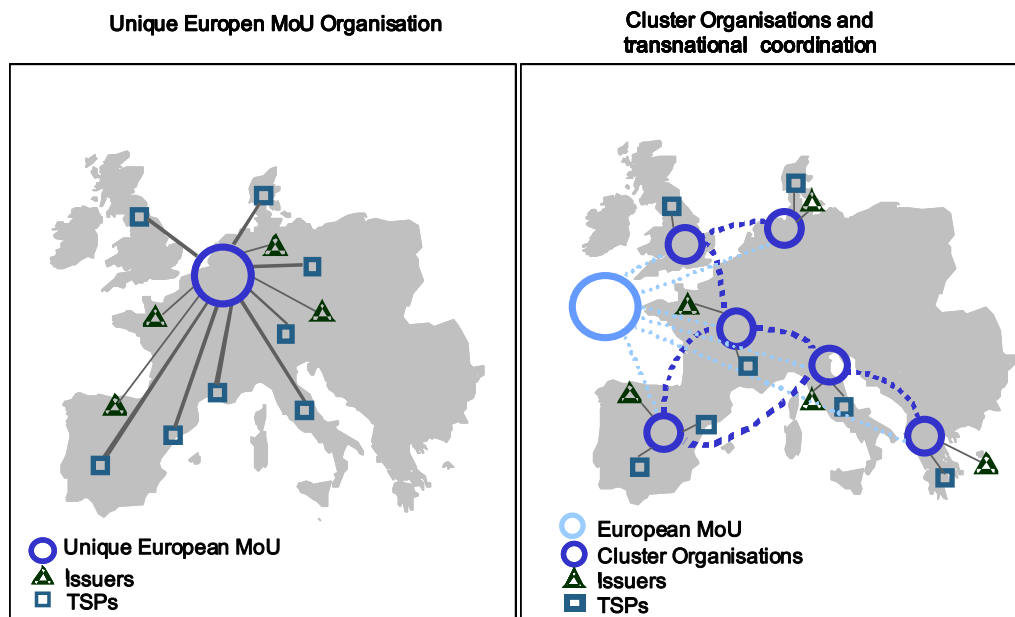 Unique Europen MoU Organisation
Cluster Organisations and
transnational coordination
Unique European MoU
Issuers
TSPs
European MoU
Cluster Organisations
Issuers
TSPs